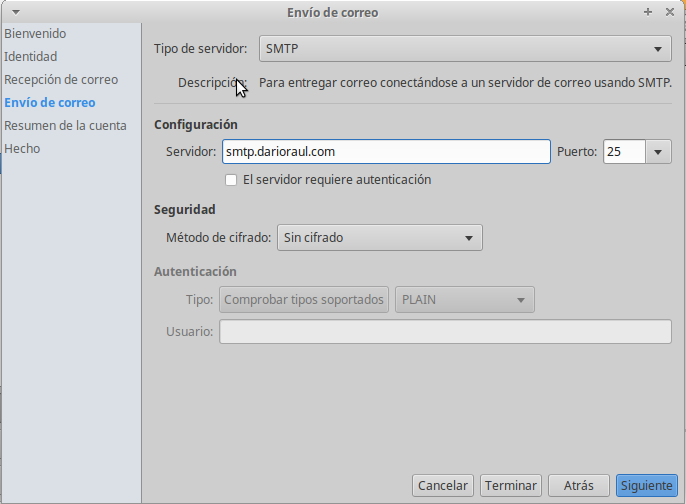 Envío de correo
Bienvenido
Identidad
Recepción de correo
Envío de correo
Resumen de la cuenta
Hecho
Tipo de servidor: SMTP
Descripción: Para entregar correo conectándose a un servidor de correo usando SMTP.
Configuración
Servidor: smtp.darioraul.com Puerto: 25
El servidor requiere autenticación
Seguridad
Método de cifrado: Sin cifrado
Autenticación
Tipo: Comprobar tipos soportados PLAIN
Usuario:
Cancelar Terminar Atrás Siguiente